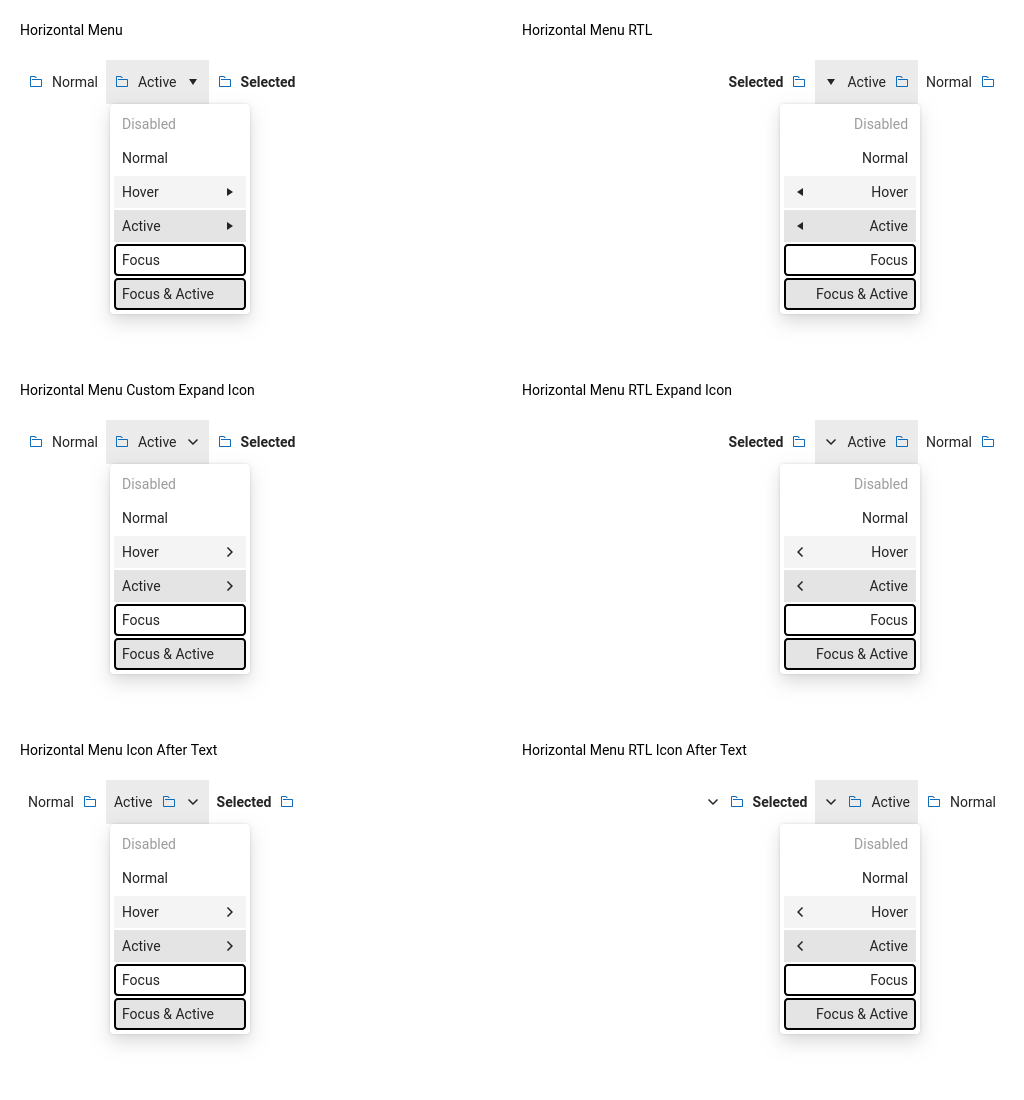 Horizontal Menu
Normal Active Selected
Disabled
Normal
Hover
Active
Focus
Focus & Active
Horizontal Menu RTL
Selected Active Normal
Disabled
Normal
Hover
Active
Focus
Focus & Active
Horizontal Menu Custom Expand Icon
Normal Active Selected
Disabled
Normal
Hover
Active
Focus
Focus & Active
Horizontal Menu RTL Expand Icon
Selected Active Normal
Disabled
Normal
Hover
Active
Focus
Focus & Active
Horizontal Menu Icon After Text
Normal Active Selected
Disabled
Normal
Hover
Active
Focus
Focus & Active
Horizontal Menu RTL Icon After Text
Selected Active Normal
Disabled
Normal
Hover
Active
Focus
Focus & Active